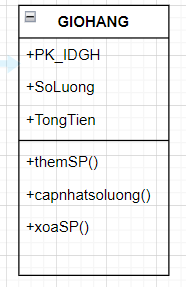 GIOHANG
+PK_IDGH
+SoLuong
+TongTien
+themSP()
+capnhatsoluong()
+xoaSP()